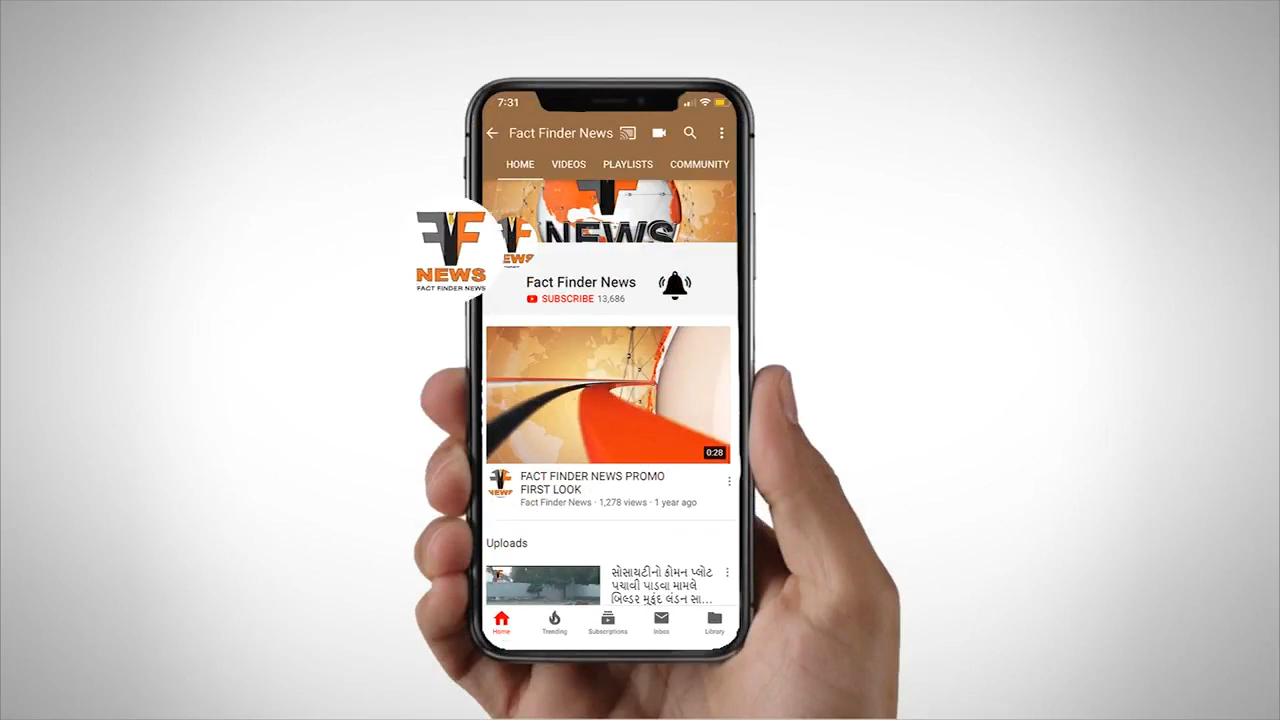 7:31
Fact Finder News
HOME VIDEOS PLAYLISTS COMMUNITY
NEWS
NEWS
FACT FINDER NEWS
EWS
Fact Finder News
SUBSCRIBE 13,686
0:28
FACT FINDER NEWS PROMO
FIRST LOOK
Fact Finder News · 1,278 views · 1 year ago
NEWS
Uploads
સોસાયટીનો કોમન પ્લોટ
પચાવી પાડવા મામલે
બિલ્ડર મુકુંદ લંડન સા...
Home Trending Subscriptions Inbox Library